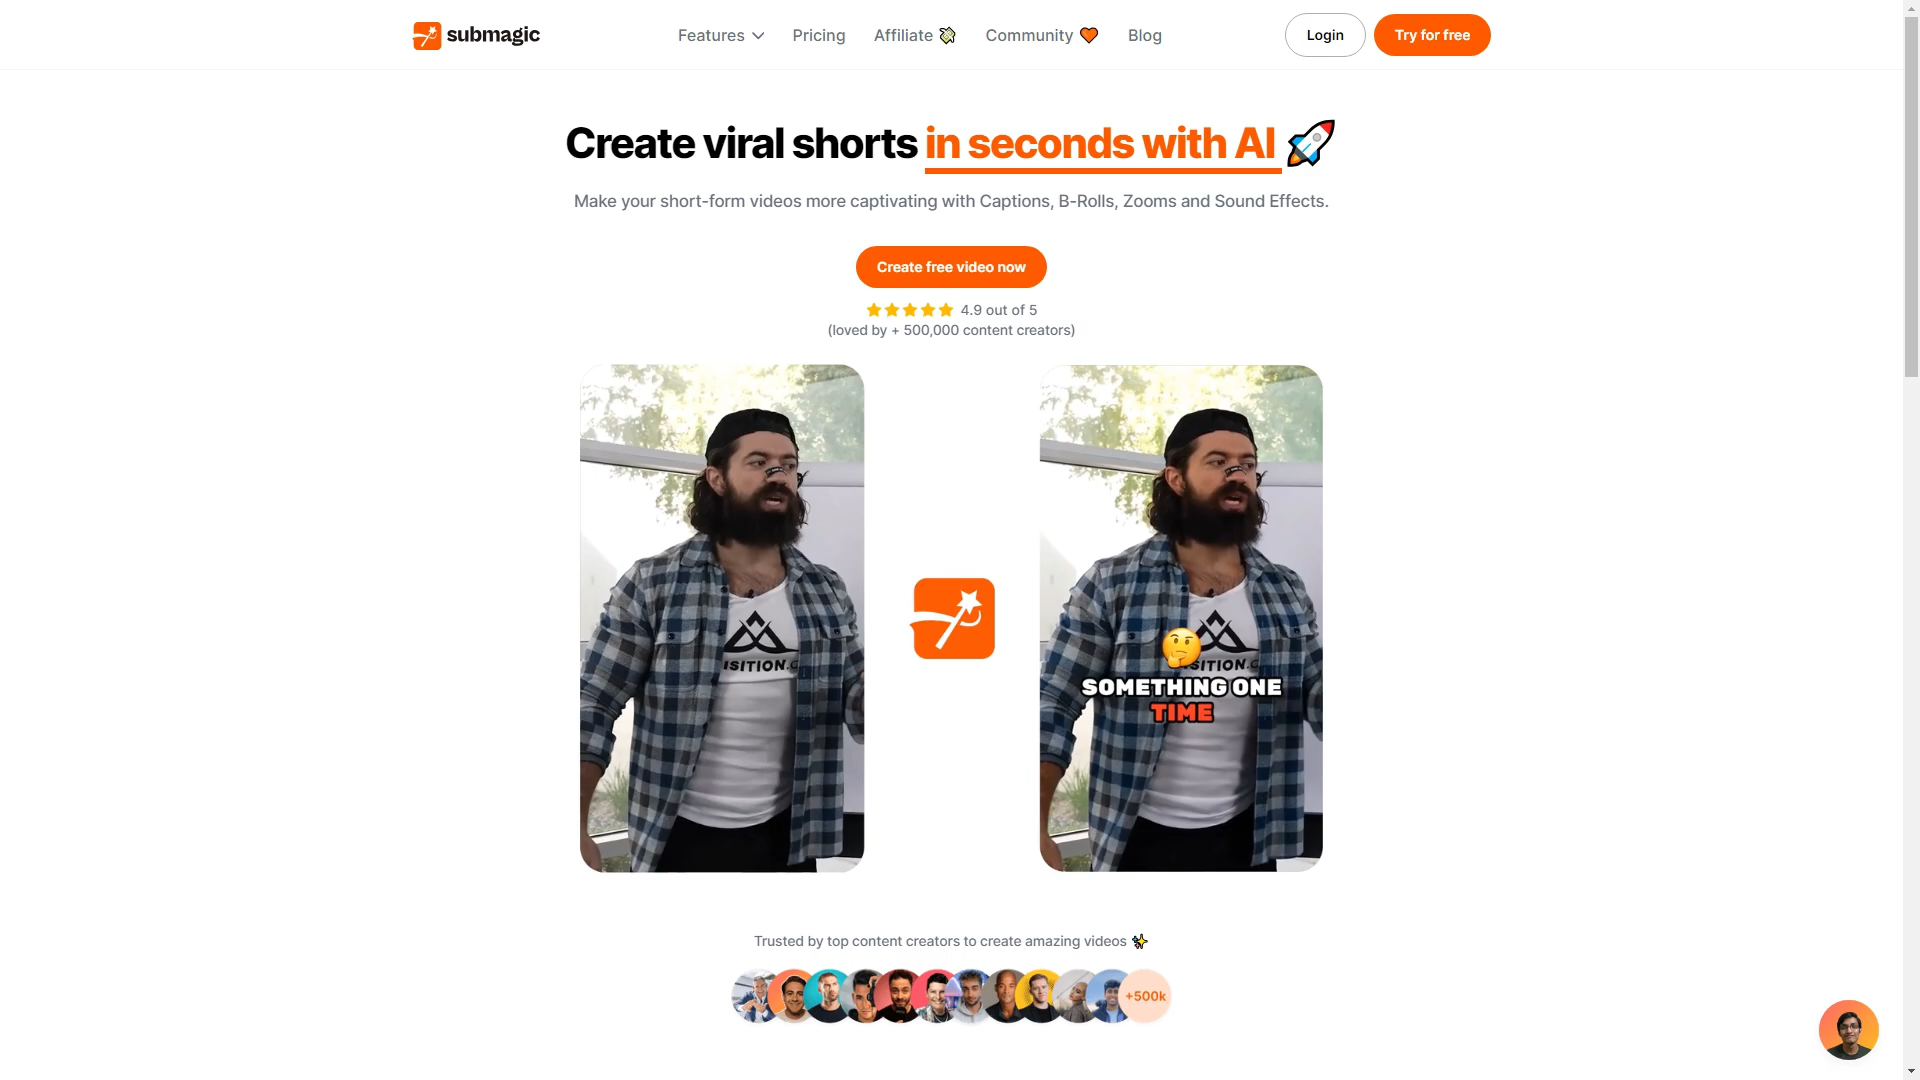 submagic
Features
Pricing
Affiliate
Community
Blog
Login
Try for free
Create viral shorts in seconds with AI
Make your short-form videos more captivating with Captions, B-Rolls, Zooms and Sound Effects.
Create free video now
4.9 out of 5
(loved by + 500,000 content creators)
ISITION.C
SITION.C
SOMETHING ONE
TIME
Trusted by top content creators to create amazing videos
+500k